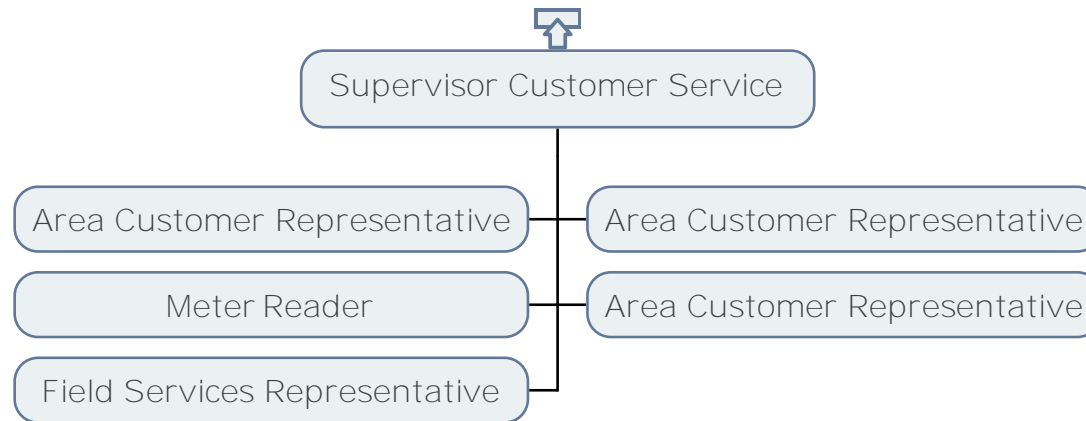 Supervisor Customer Service
Area Customer Representative
Area Customer Representative
Meter Reader
Area Customer Representative
Field Services Representative